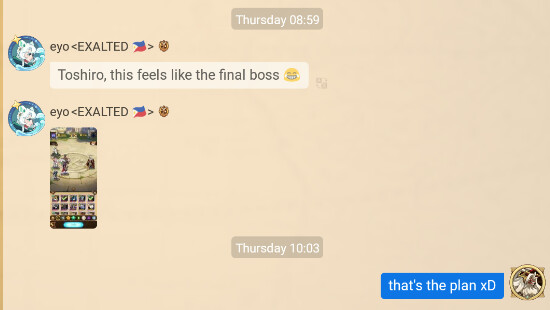 Thursday 08:59
eyo<EXALTED 🇵🇭>
Toshiro, this feels like the final boss 😂
eyo<EXALTED 🇵🇭>
Thursday 10:03
that's the plan xD